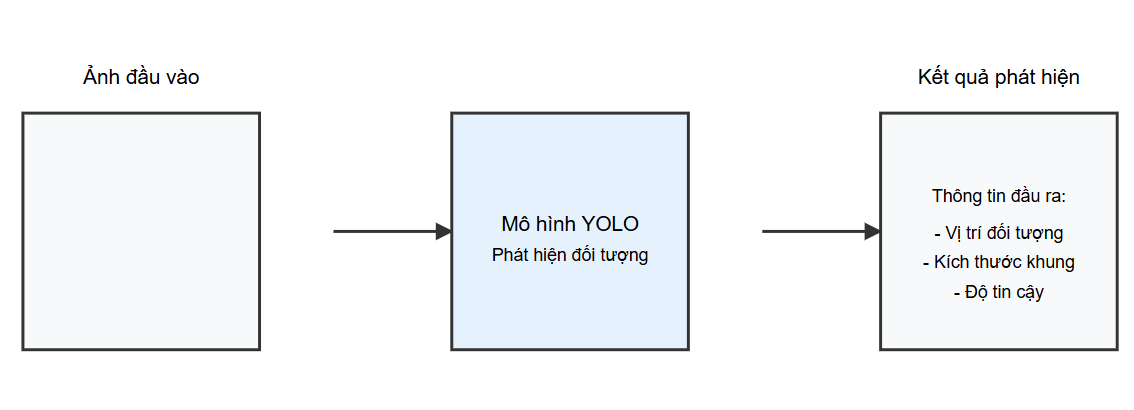 Ảnh đầu vào
Kết quả phát hiện
Mô hình YOLO
Phát hiện đối tượng
Thông tin đầu ra:
- Vị trí đối tượng
- Kích thước khung
- Độ tin cậy